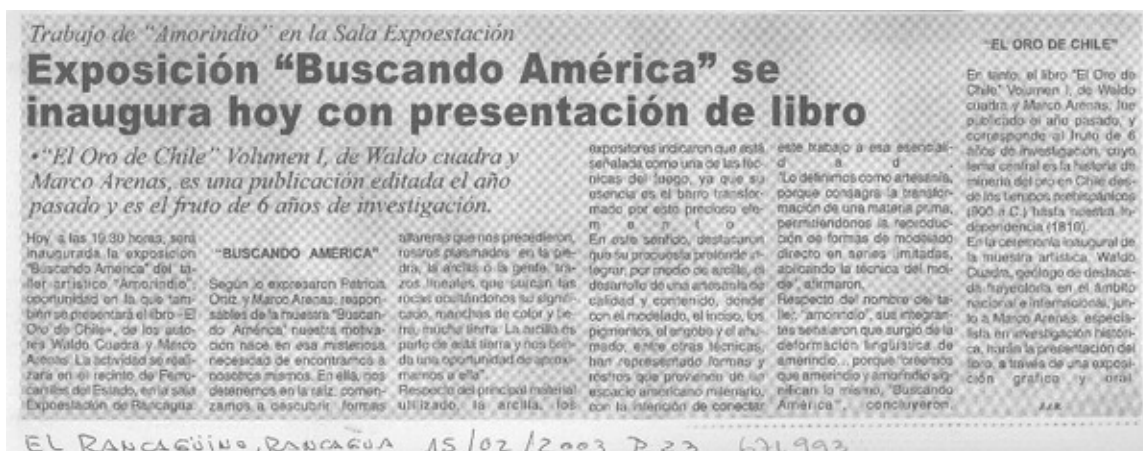 Trabajo de "Amorindio" en la Sala Expoestación
Exposición "Buscando América" se
inaugura hoy con presentación de libro
•"El Oro de Chile" Volumen I, de Waldo cuadra y
Marco Arenas, es una publicación editada el año
pasado y es el fruto de 6 años de investigación.
Hoy, a las 19:30 horas, será
inaugurada la exposición
"Buscando America" del ta-
ller artístico "Amorindio",
oportunidad en la que tam-
bién se presentará el libro «El
Oro de Chile», de los auto-
res Waldo Cuadra y Marco
Arenas. La actividad se reali-
zará en el recinto de Ferro-
carriles del Estado, en la sala
Expoestación de Rancagua.
"BUSCANDO AMERICA"
Según lo expresaron Patricia
Ortiz y Marco Arenas, respon-
sables de la muestra "Buscan-
do América" nuestra motiva-
ción nace en esa misteriosa
necesidad de encontrarnos a
nosotros mismos. En ella, nos
detenemos en la raíz, comen-
zamos a descubrir formas
alfareras que nos precedieron,
rostros plasmados en la pie-
dra, la arcilla o la gente, tra-
zos lineales que surcan las
rocas ocultándonos su signifi-
cado, manchas de color y tie-
rra, mucha tierra. La arcilla es
parte de esta tierra y nos brin-
da una oportunidad de aproxi-
marnos a ella".
Respecto del principal material
utilizado, la arcilla, los
expositores indicaron que está
señalada como una de las téc-
nicas del fuego, ya que su
esencia es el barro transfor-
mado por este precioso ele-
mento
En este sentido, destacaron
que su propuesta pretende in-
tegrar, por medio de arcilla, el
desarrollo de una artesanía de
calidad y contenido, donde
con el modelado, el inciso, los
pigmentos, el engobo y el ahu-
mado, entre otras técnicas,
han representado formas y
rostros que provienen de un
espacio americano milenario,
con la intención de conectar
este trabajo a esa esenciali-
dad.
"Lo definimos como artesanía,
porque consagra la transfor-
mación de una materia prima,
permitiéndonos la reproduc-
ción de formas de modelado
directo en series limitadas,
aplicando la técnica del mol-
de", afirmaron.
Respecto del nombre del ta-
ller, "amorindio", sus integran-
tes señalaron que surgió de la
deformación lingüística de
amerindio... porque "creemos
que amerindio y amorindio sig-
nifican lo mismo, "Buscando
América", concluyeron.
"EL ORO DE CHILE"
En tanto, el libro "El Oro de
Chile" Volumen I, de Waldo
cuadra y Marco Arenas, fue
publicado el año pasado, y
corresponde al fruto de 6
años de investigación, cuyo
tema central es la historia de
minería del oro en Chile des-
de los tiempos prehispánicos
(900 a C.) hasta nuestra In-
dependencia (1810).
En la ceremonia inaugural de
la muestra artística, Waldo
Cuadra, geólogo de destaca-
da trayectoria en el ámbito
nacional e internacional, jun-
to a Marco Arenas, especia-
lista en investigación históri-
ca, harán la presentación del
libro, a través de una exposi-
ción gráfica y oral.
EL RANCAGÜINO, RANCAGUA 15/02/2003 P 23 671993